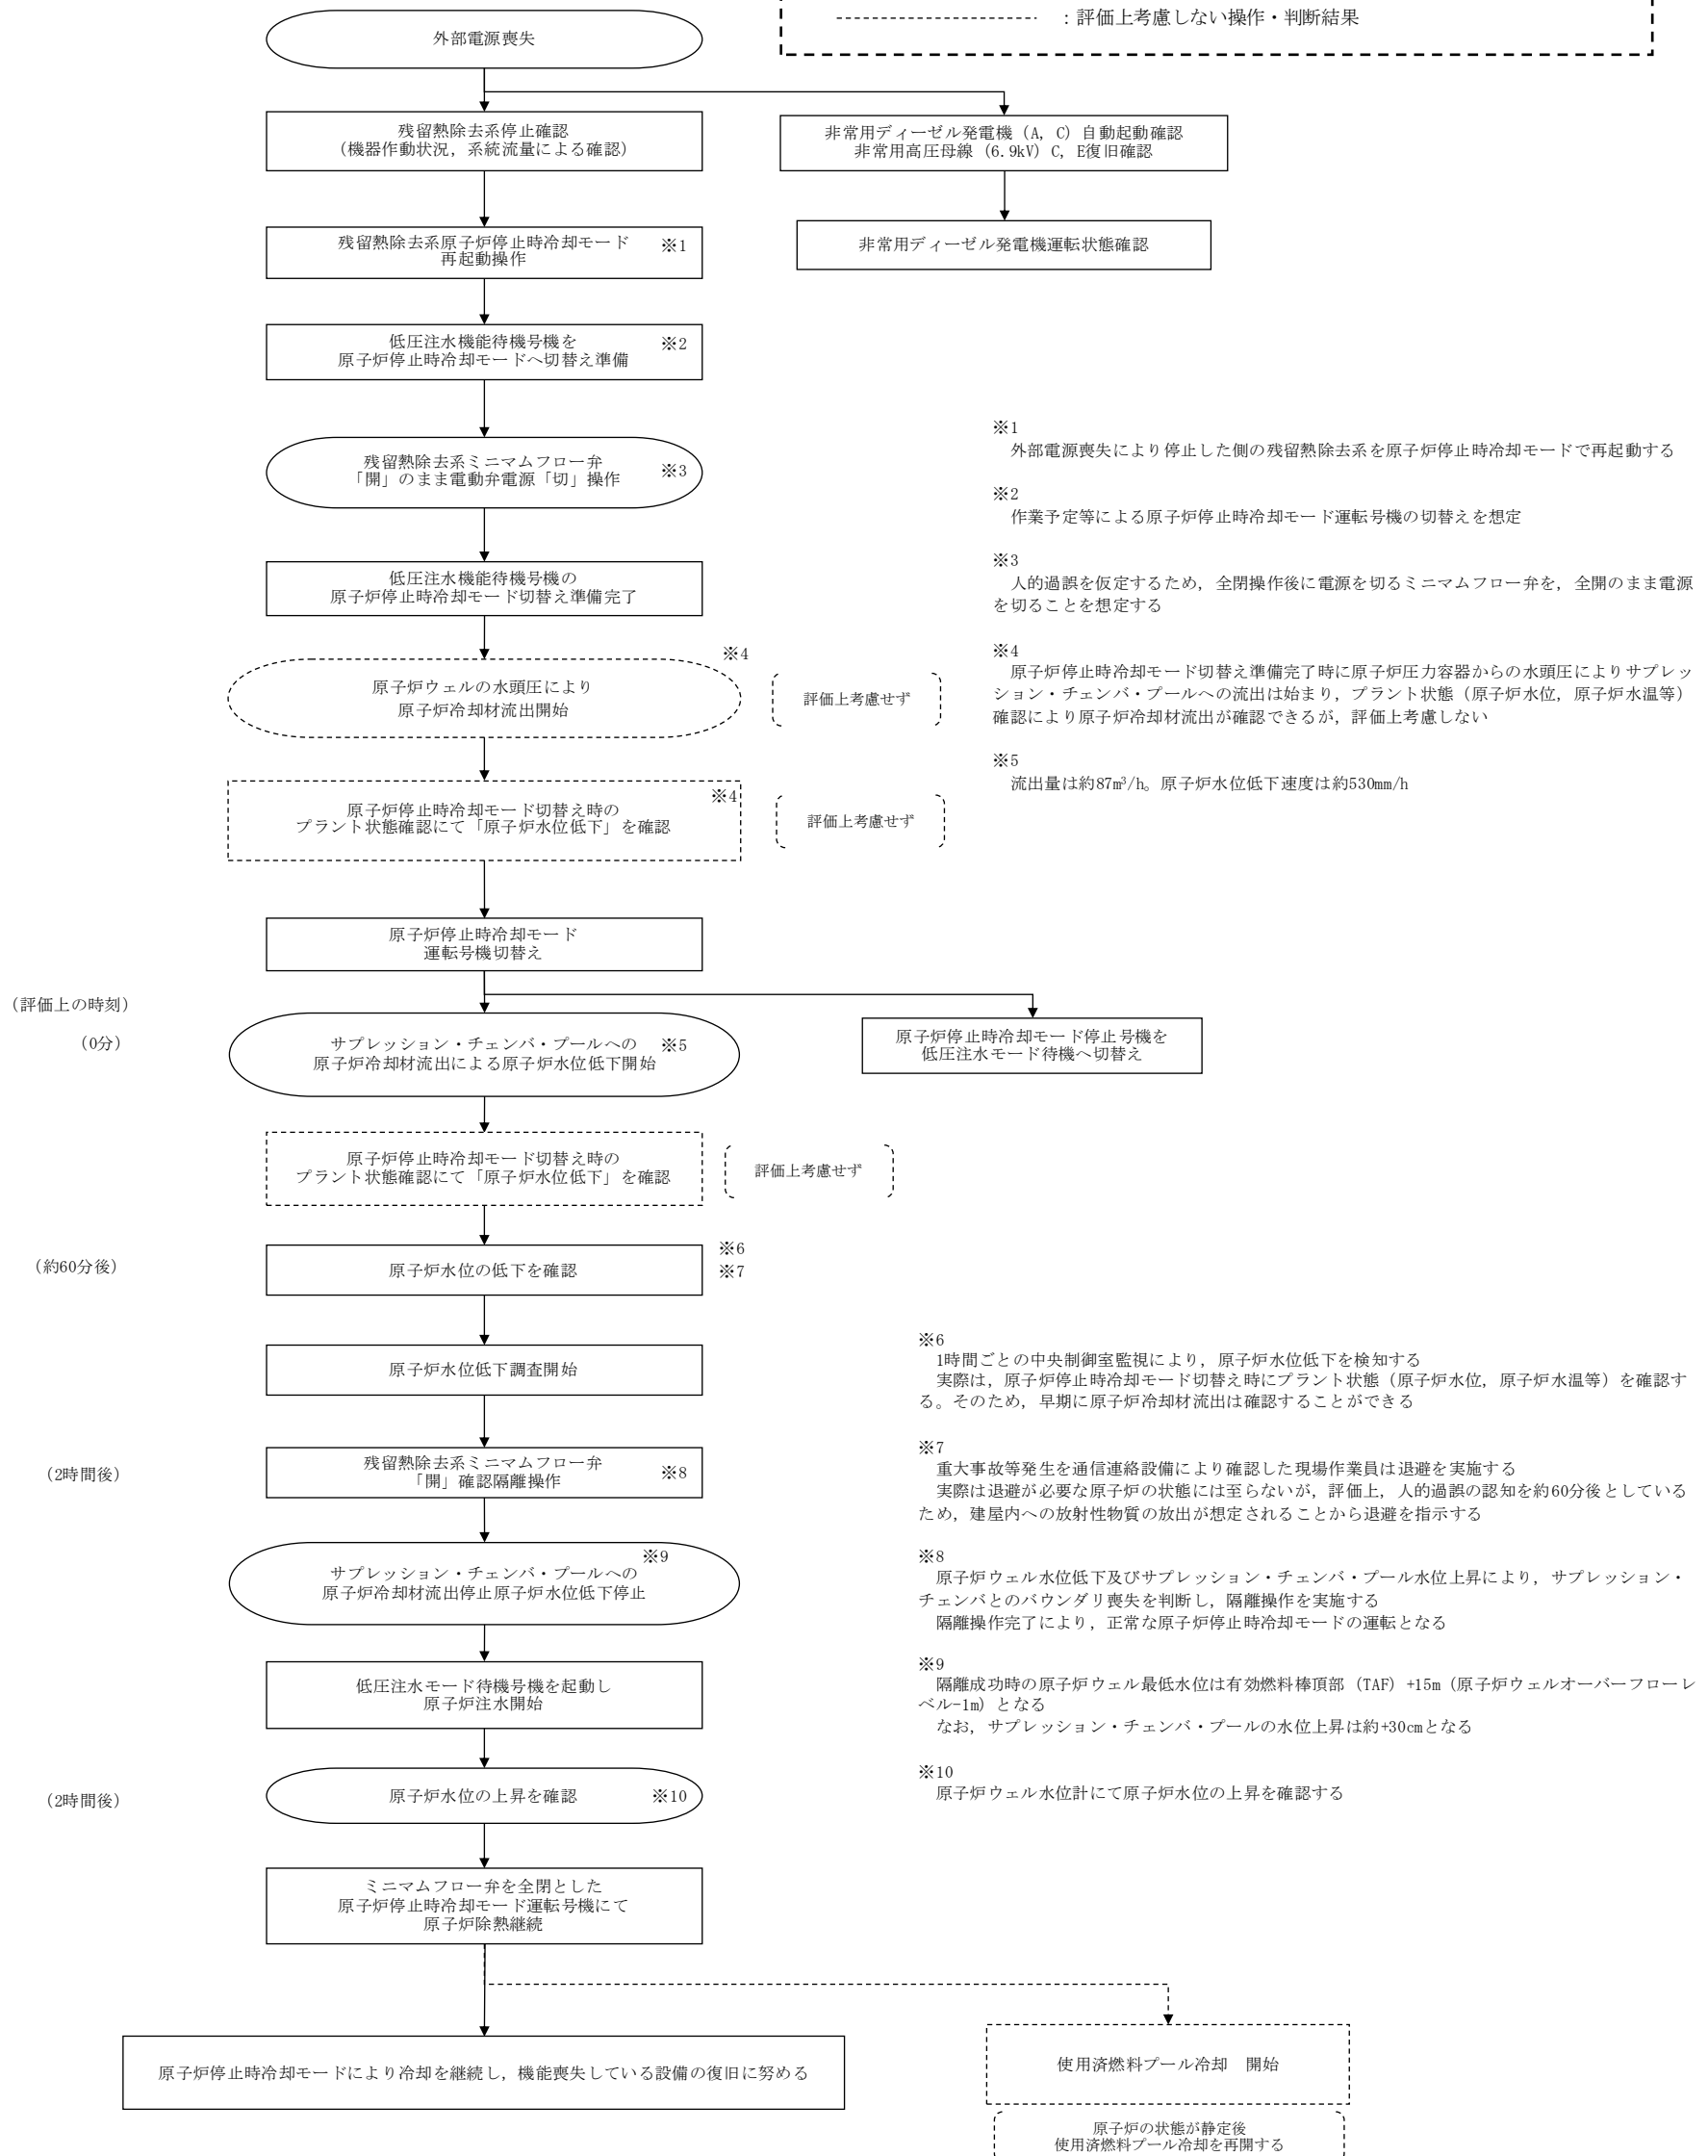 ：評価上考慮しない操作・判断結果
外部電源喪失
残留熱除去系停止確認
（機器作動状況，系統流量による確認）
非常用ディーゼル発電機（A, C）自動起動確認
非常用高圧母線（6.9kV）C, E復旧確認
残留熱除去系原子炉停止時冷却モード
再起動操作
※1
非常用ディーゼル発電機運転状態確認
低圧注水機能待機号機を
原子炉停止時冷却モードへ切替え準備
※2
残留熱除去系ミニマムフロー弁
「開」のまま電動弁電源「切」操作
※3
低圧注水機能待機号機の
原子炉停止時冷却モード切替え準備完了
※4
原子炉ウェルの水頭圧により
原子炉冷却材流出開始
評価上考慮せず
※4
原子炉停止時冷却モード切替え時の
プラント状態確認にて「原子炉水位低下」を確認
評価上考慮せず
※1
外部電源喪失により停止した側の残留熱除去系を原子炉停止時冷却モードで再起動する
※2
作業予定等による原子炉停止時冷却モード運転号機の切替えを想定
※3
人的過誤を仮定するため，全閉操作後に電源を切るミニマムフロー弁を，全開のまま電源
を切ることを想定する
※4
原子炉停止時冷却モード切替え準備完了時に原子炉圧力容器からの水頭圧によりサプレッ
ション・チェンバ・プールへの流出は始まり，プラント状態（原子炉水位，原子炉水温等）
確認により原子炉冷却材流出が確認できるが，評価上考慮しない
※5
流出量は約87m³/h。原子炉水位低下速度は約530mm/h
原子炉停止時冷却モード
運転号機切替え
（評価上の時刻）
（0分）
サプレッション・チェンバ・プールへの
原子炉冷却材流出による原子炉水位低下開始
※5
原子炉停止時冷却モード停止号機を
低圧注水モード待機へ切替え
原子炉停止時冷却モード切替え時の
プラント状態確認にて「原子炉水位低下」を確認
評価上考慮せず
（約60分後）
原子炉水位の低下を確認
※6
※7
原子炉水位低下調査開始
（2時間後）
残留熱除去系ミニマムフロー弁
「開」確認隔離操作
※8
※9
サプレッション・チェンバ・プールへの
原子炉冷却材流出停止原子炉水位低下停止
低圧注水モード待機号機を起動し
原子炉注水開始
（2時間後）
原子炉水位の上昇を確認
※10
ミニマムフロー弁を全閉とした
原子炉停止時冷却モード運転号機にて
原子炉除熱継続
※6
1時間ごとの中央制御室監視により，原子炉水位低下を検知する
実際は，原子炉停止時冷却モード切替え時にプラント状態（原子炉水位，原子炉水温等）を確認す
る。そのため，早期に原子炉冷却材流出は確認することができる
※7
重大事故等発生を通信連絡設備により確認した現場作業員は退避を実施する
実際は退避が必要な原子炉の状態には至らないが，評価上，人的過誤の認知を約60分後としている
ため，建屋内への放射性物質の放出が想定されることから退避を指示する
※8
原子炉ウェル水位低下及びサプレッション・チェンバ・プール水位上昇により，サプレッション・
チェンバとのバウンダリ喪失を判断し，隔離操作を実施する
隔離操作完了により，正常な原子炉停止時冷却モードの運転となる
※9
隔離成功時の原子炉ウェル最低水位は有効燃料棒頂部（TAF）+15m（原子炉ウェルオーバーフローレ
ベル-1m）となる
なお，サプレッション・チェンバ・プールの水位上昇は約+30cmとなる
※10
原子炉ウェル水位計にて原子炉水位の上昇を確認する
原子炉停止時冷却モードにより冷却を継続し，機能喪失している設備の復旧に努める
使用済燃料プール冷却　開始
原子炉の状態が静定後
使用済燃料プール冷却を再開する